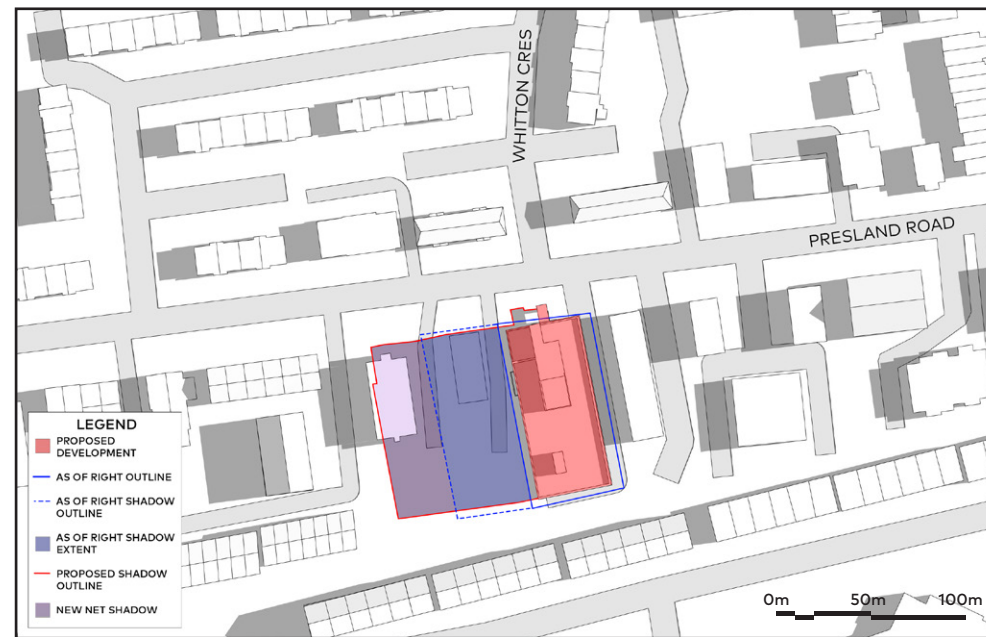 WHITTON CRES
PRESLAND ROAD
LEGEND
PROPOSED
DEVELOPMENT
AS OF RIGHT OUTLINE
AS OF RIGHT SHADOW
OUTLINE
AS OF RIGHT SHADOW
EXTENT
PROPOSED SHADOW
OUTLINE
NEW NET SHADOW
0m 50m 100m